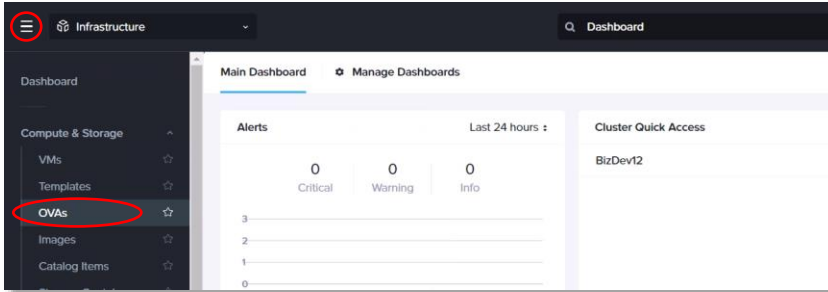 Infrastructure
Dashboard
Dashboard
Main Dashboard
Manage Dashboards
Compute & Storage
VMs
Templates
OVAs
Images
Catalog Items
Alerts
Last 24 hours
0
Critical
0
Warning
0
Info
3
2
1
0
Cluster Quick Access
BizDev12